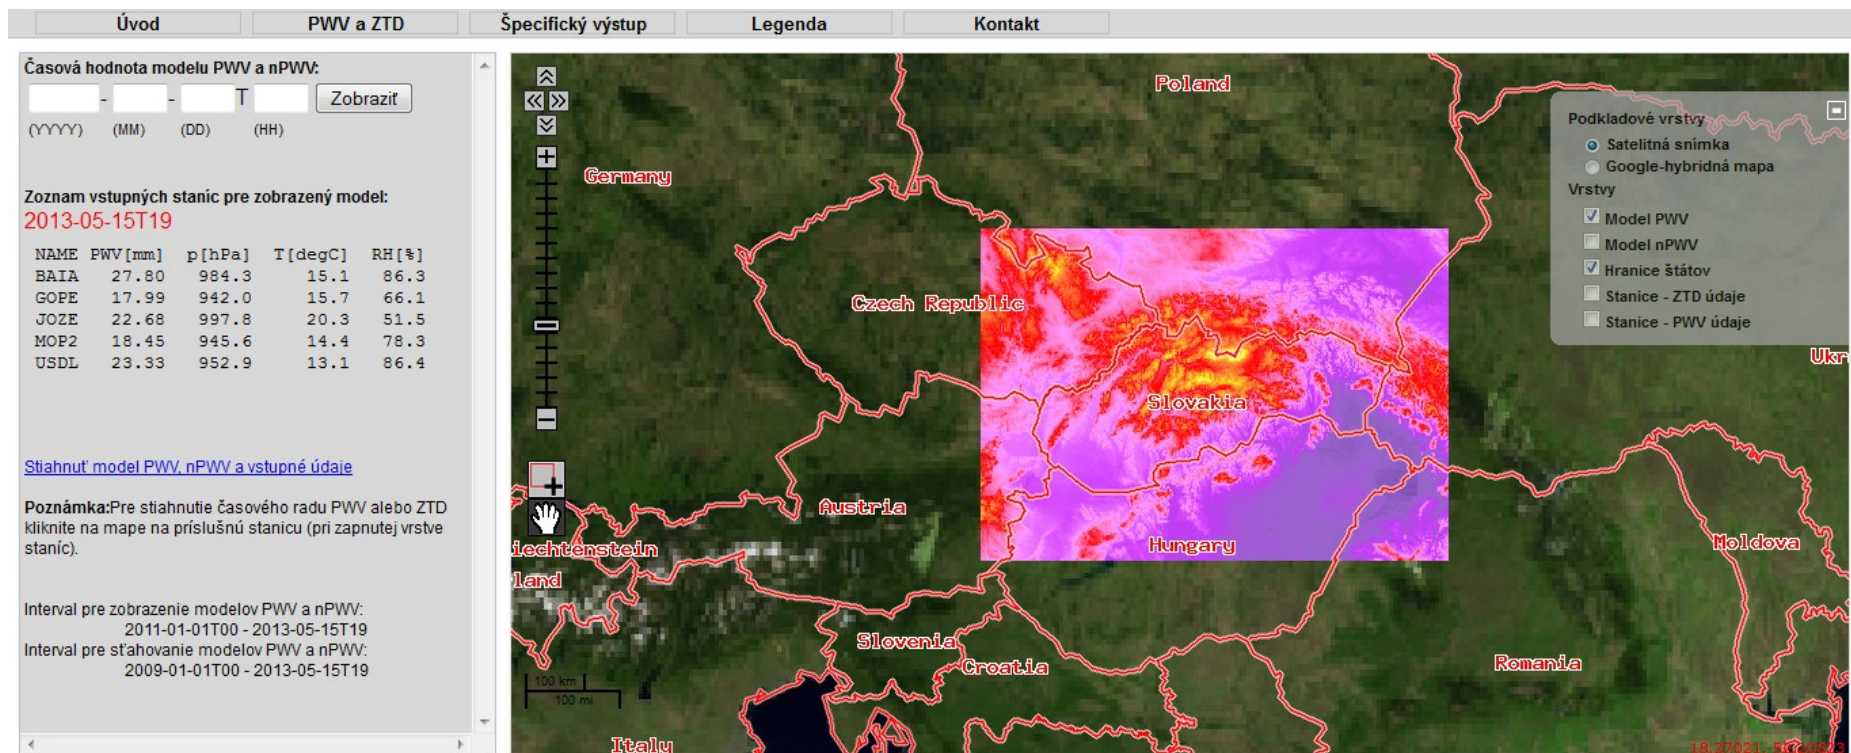 Úvod PWV a ZTD Špecifický výstup Legenda Kontakt
Časová hodnota modelu PWV a nPWV:
- - T Zobraziť
(YYYY) (MM) (DD) (HH)
Zoznam vstupných staníc pre zobrazený model:
2013-05-15T19
NAME PWV[mm] p[hPa] T[degC] RH[%]
BAIA 27.80 984.3 15.1 86.3
GOPE 17.99 942.0 15.7 66.1
JOZE 22.68 997.8 20.3 51.5
MOP2 18.45 945.6 14.4 78.3
USDL 23.33 952.9 13.1 86.4
Stiahnuť model PWV, nPWV a vstupné údaje
Poznámka:Pre stiahnutie časového radu PWV alebo ZTD
kliknite na mape na príslušnú stanicu (pri zapnutej vrstve
staníc).
Interval pre zobrazenie modelov PWV a nPWV:
2011-01-01T00 - 2013-05-15T19
Interval pre sťahovanie modelov PWV a nPWV:
2009-01-01T00 - 2013-05-15T19
Poland
Germany
Czech Republic
Slovakia
Austria
iechtenstein
land
Hungary
Moldova
Slovenia
Croatia
Romania
Italy
Ukr
100 km
100 mi
Podkladové vrstvy
Satelitná snímka
Google-hybridná mapa
Vrstvy
Model PWV
Model nPWV
Hranice štátov
Stanice - ZTD údaje
Stanice - PWV údaje